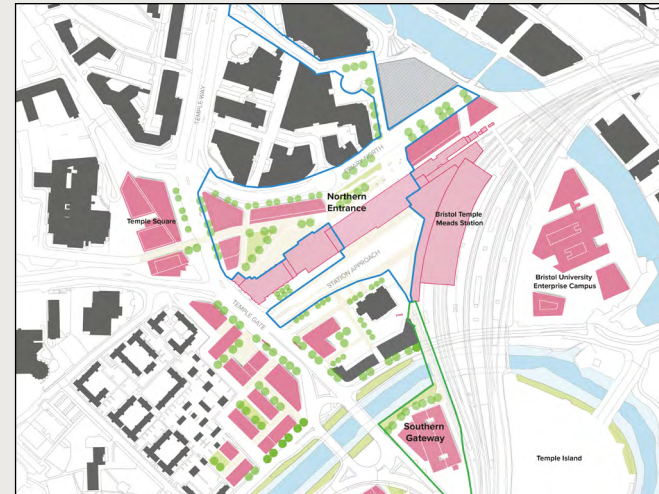 TEMPLE WAY
Northern
Entrance
Temple Square
Bristol Temple
Meads Station
STATION APPROACH
TEMPLE GATE
Bristol University
Enterprise Campus
Southern
Gateway
Temple Island